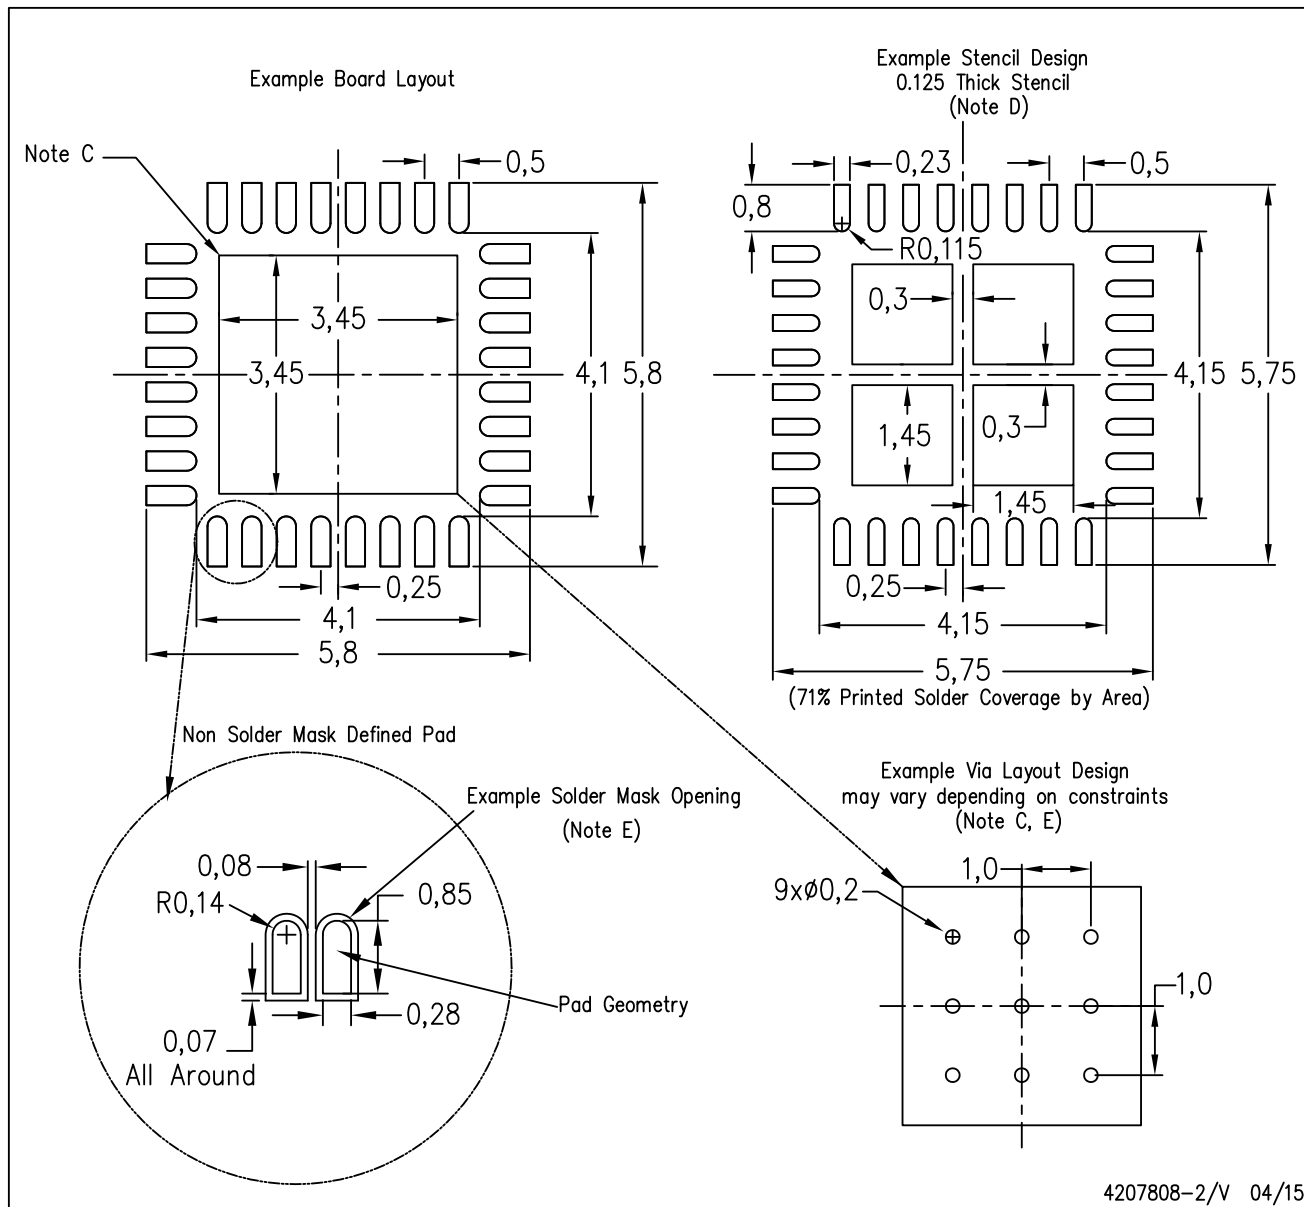 Example Board Layout
Note C
0,5
3,45
3,45
4,1
5,8
0,25
4,1
5,8
Example Stencil Design
0.125 Thick Stencil
(Note D)
0,23
0,5
0,8
R0,115
0,3
4,15
5,75
1,45
0,3
1,45
0,25
4,15
5,75
(71% Printed Solder Coverage by Area)
Non Solder Mask Defined Pad
Example Solder Mask Opening
(Note E)
0,08
R0,14
0,85
Pad Geometry
0,28
0,07
All Around
Example Via Layout Design
may vary depending on constraints
(Note C, E)
1,0
9xø0,2
1,0
4207808-2/V 04/15